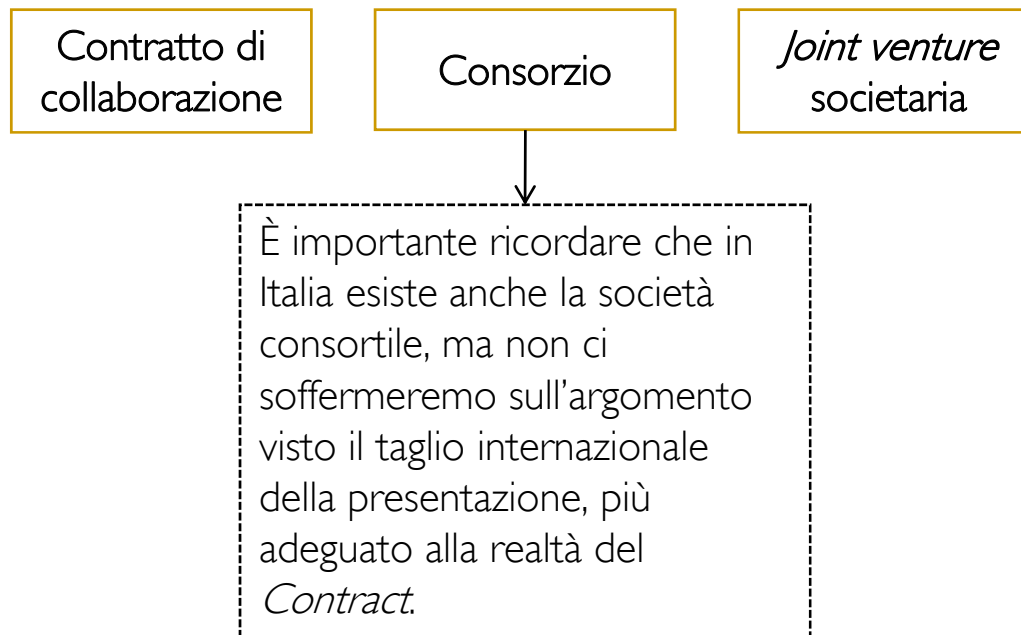 Contratto di
collaborazione
Consorzio
Joint venture
societaria
È importante ricordare che in
Italia esiste anche la società
consortile, ma non ci
soffermeremo sull'argomento
visto il taglio internazionale
della presentazione, più
adeguato alla realtà del
Contract.